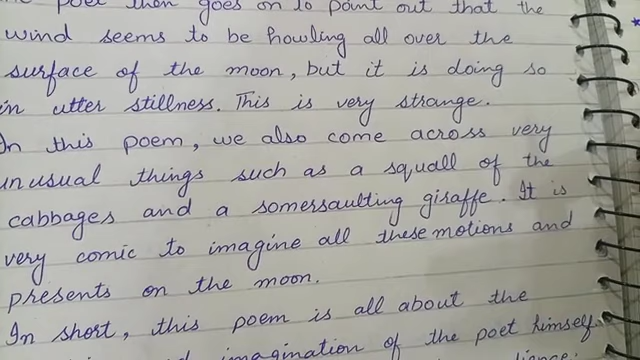 poet then goes on to point out that the
wind seems to be howling all over the
surface of the moon, but it is doing so
in utter stillness. This is very strange.
In this poem, we also come across very
unusual things such as a squall of the
cabbages and a somersaulting giraffe. It is
very comic to imagine all these motions and
presents on the moon.
In short, this poem is all about the
imagination of the poet himself.